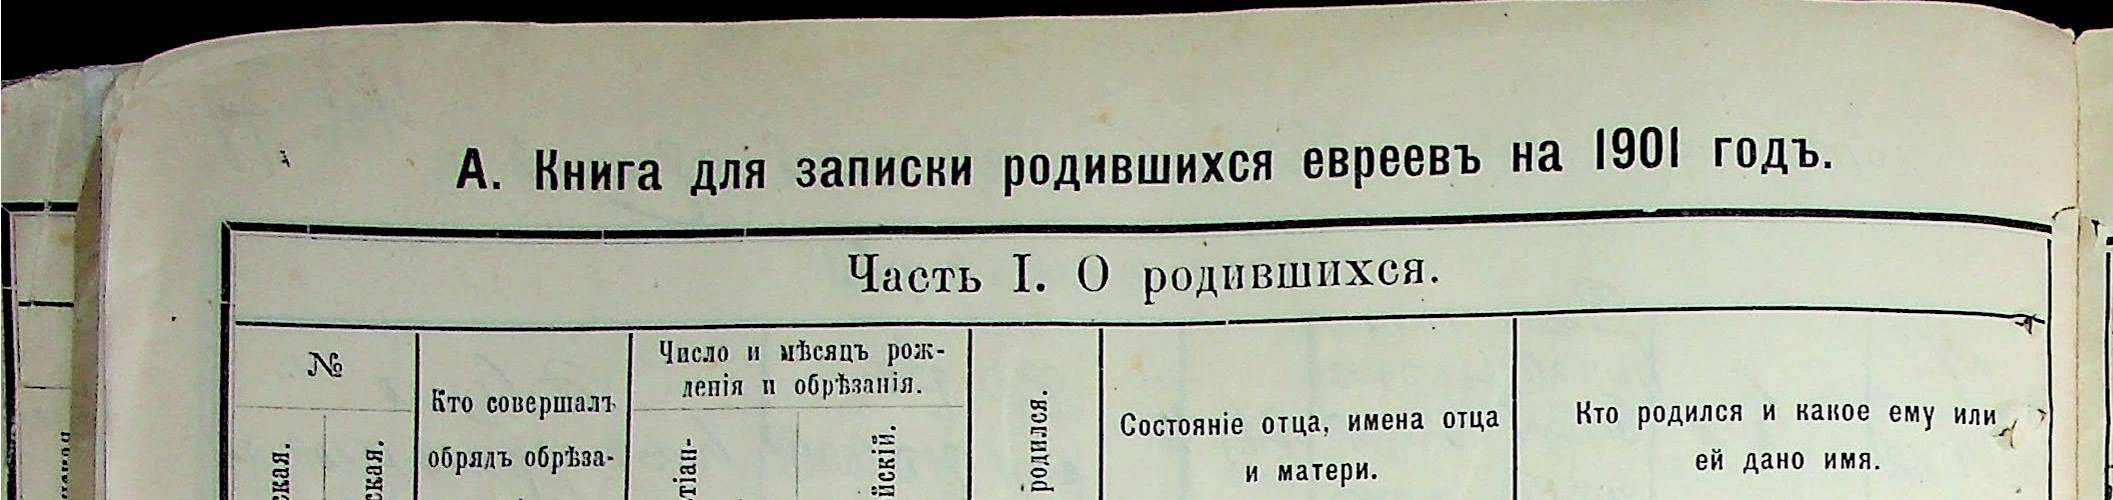 А. Книга для записки родившихся евреевъ на 1901 годъ.
Часть I. О родившихся.
№
Кто совершалъ
обрядъ обрѣза-
Число и мѣсяцъ рож-
денія и обрѣзанія.
родился.
Состояніе отца, имена отца
и матери.
Кто родился и какое ему или
ей дано имя.